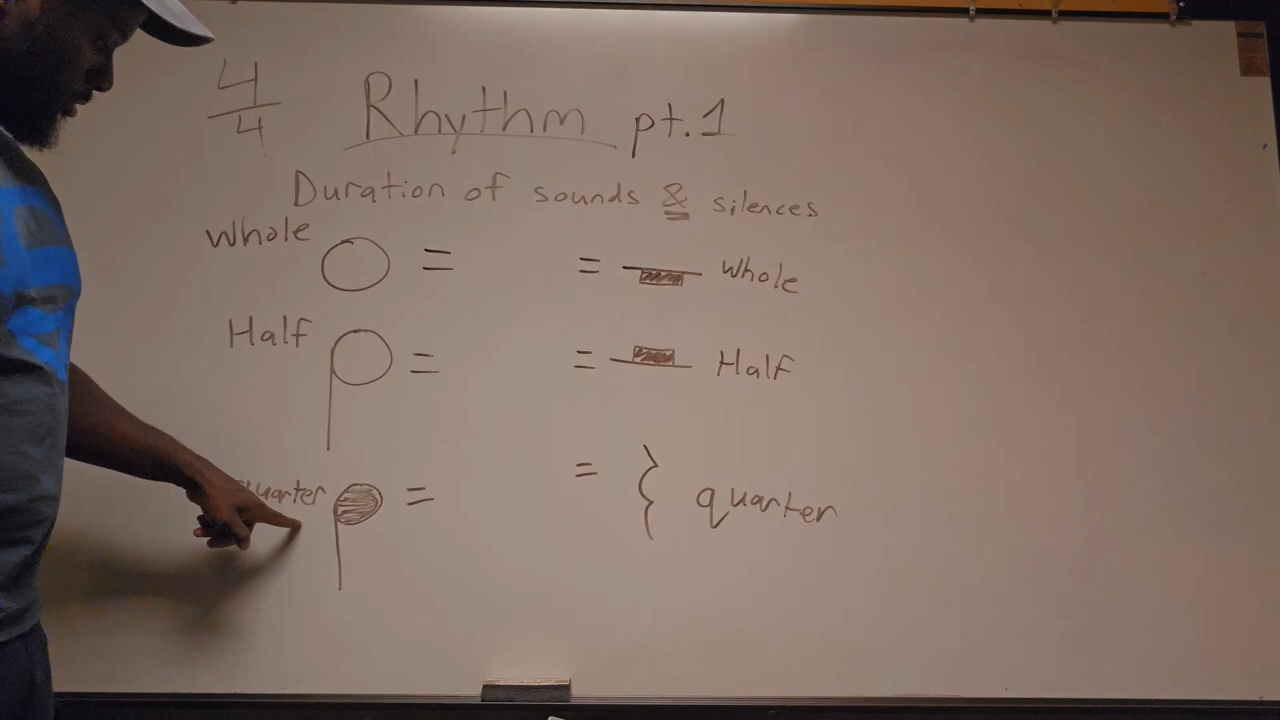 4/4 Rhythm pt.1
Duration of sounds & silences
Whole = = Whole
Half = = Half
quarter = = quarter